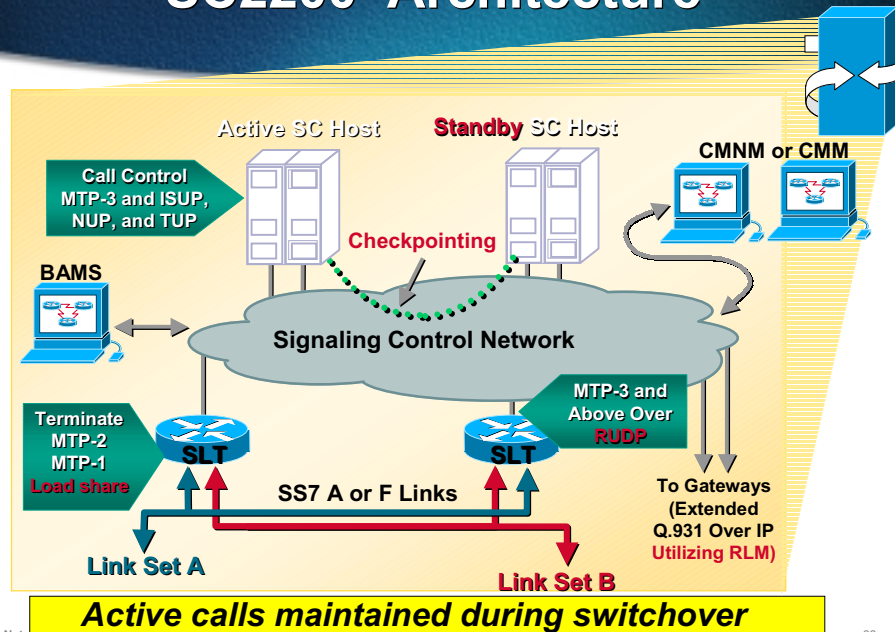 SC2200 Architecture
Active SC Host
Standby SC Host
CMNM or CMM
Call Control
MTP-3 and ISUP,
NUP, and TUP
Checkpointing
BAMS
Signaling Control Network
MTP-3 and
Above Over
RUDP
Terminate
MTP-2
MTP-1
Load share
SLT
SLT
SS7 A or F Links
To Gateways
(Extended
Q.931 Over IP
Utilizing RLM)
Link Set A
Link Set B
Active calls maintained during switchover